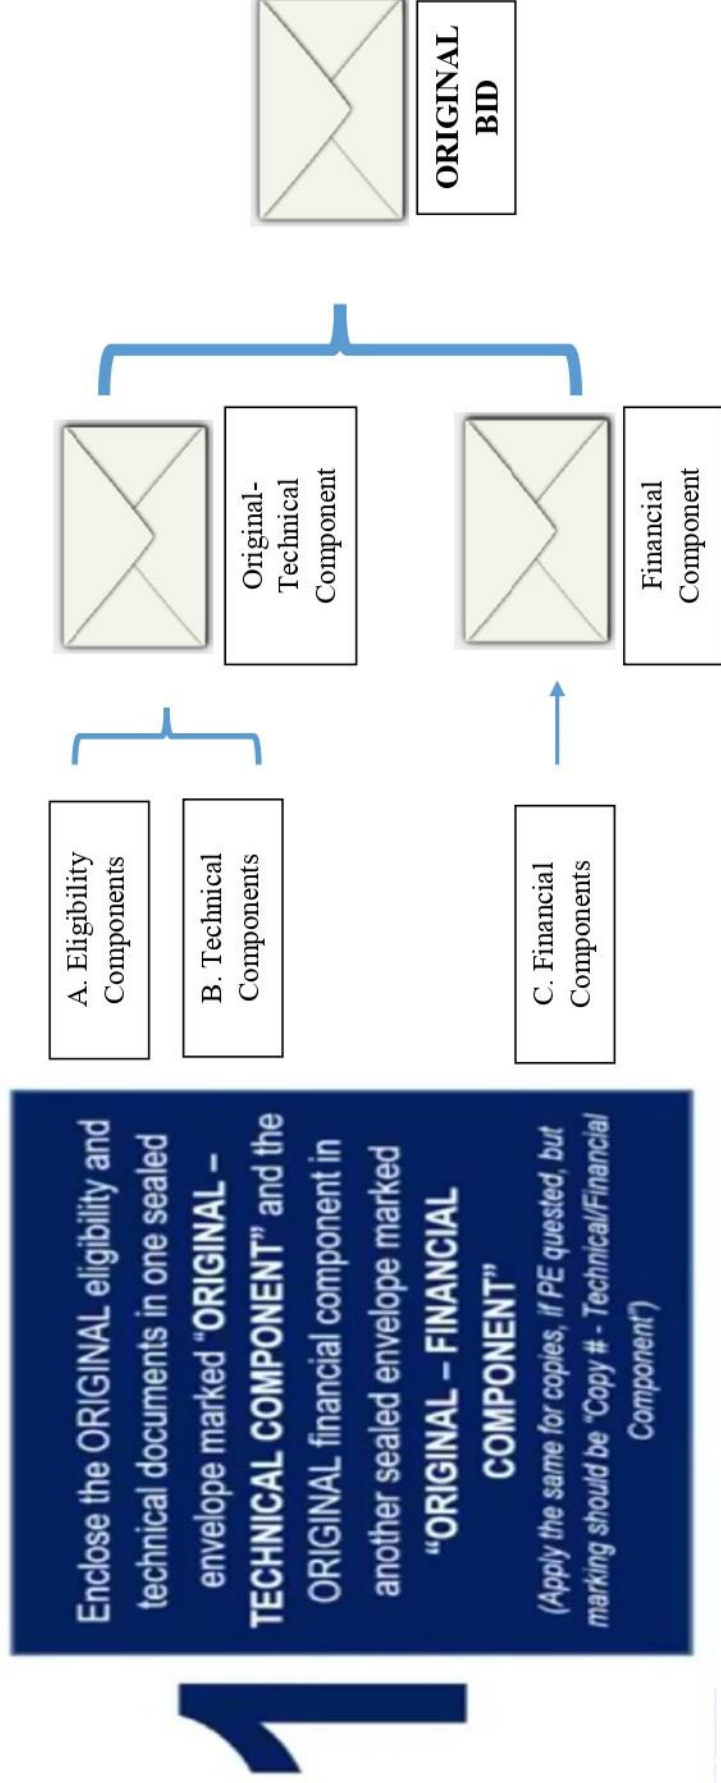 1
Enclose the ORIGINAL eligibility and
technical documents in one sealed
envelope marked “ORIGINAL –
TECHNICAL COMPONENT” and the
ORIGINAL financial component in
another sealed envelope marked
“ORIGINAL – FINANCIAL
COMPONENT”
(Apply the same for copies, if PE quested, but
marking should be “Copy # - Technical/Financial
Component”)
A. Eligibility
Components
B. Technical
Components
C. Financial
Components
Original-
Technical
Component
Financial
Component
ORIGINAL
BID